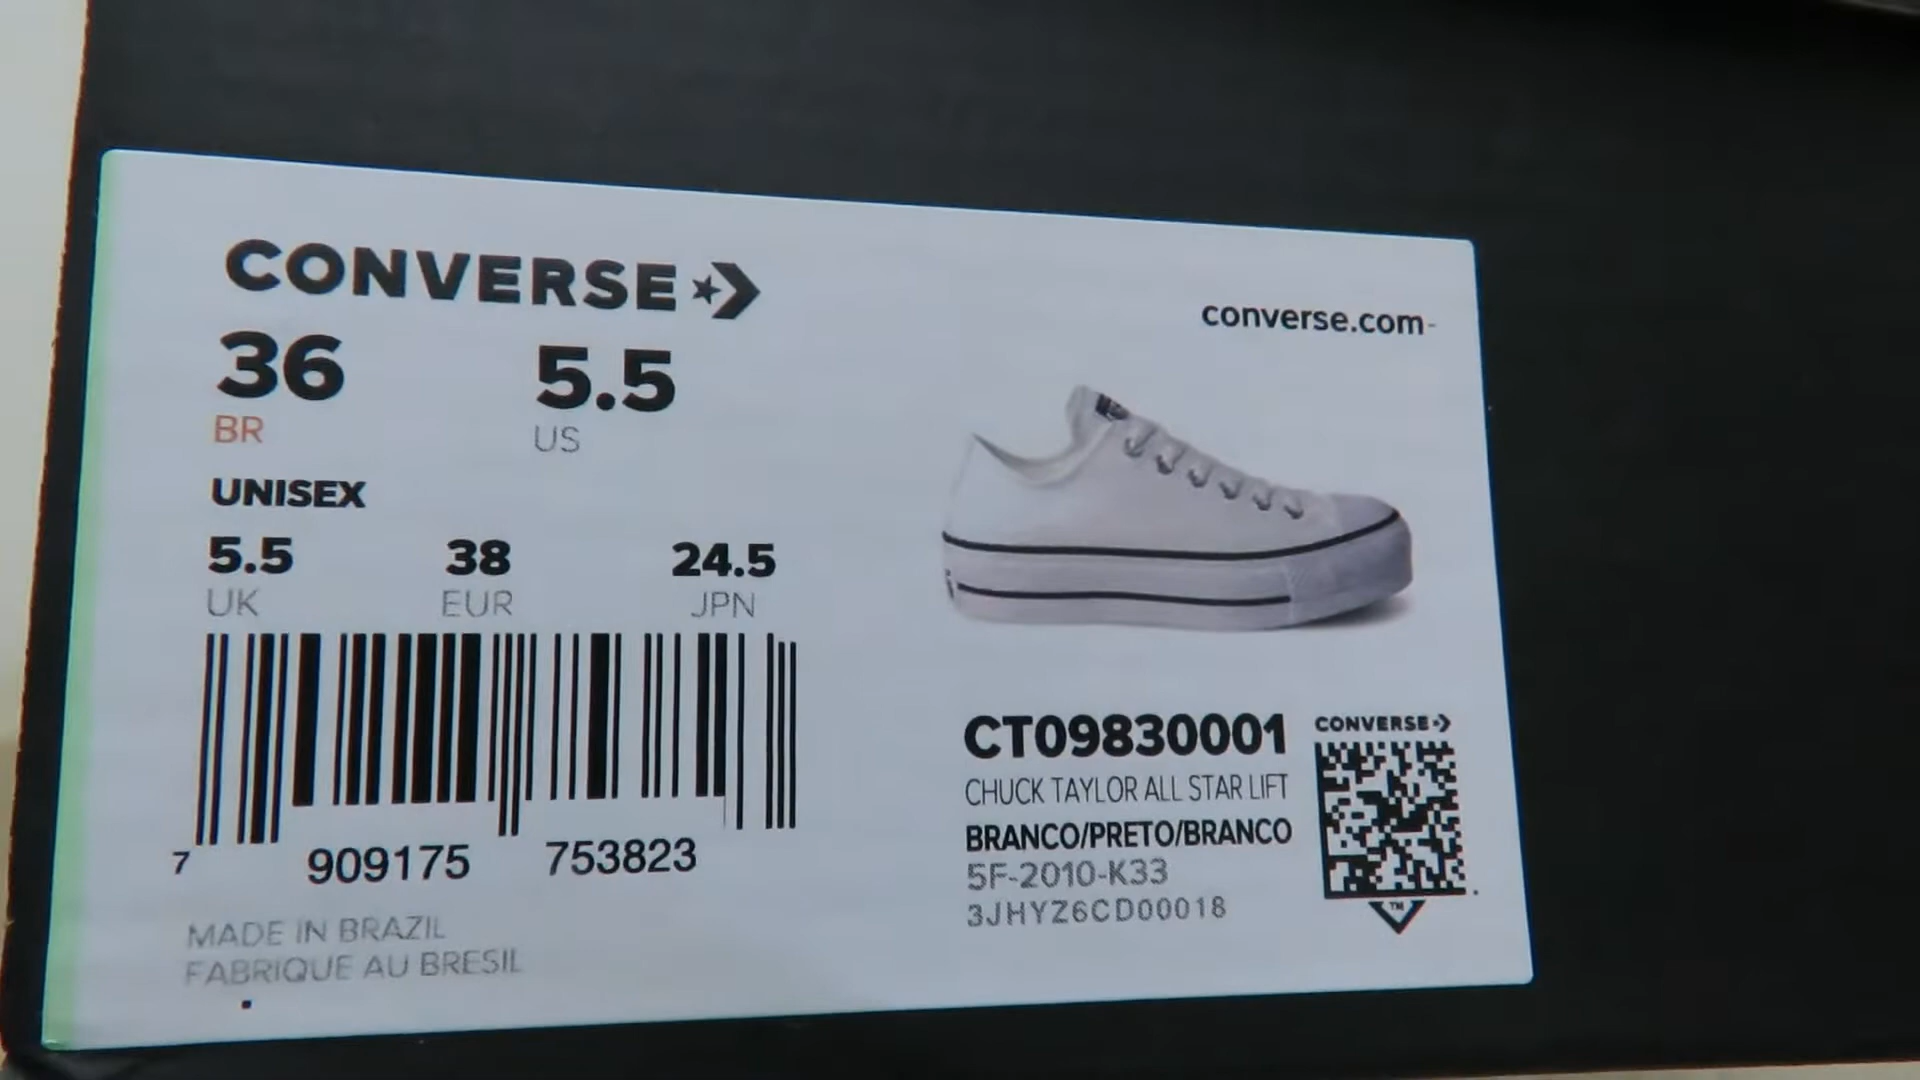 CONVERSE
converse.com
36 5.5
BR US
UNISEX
5.5 38 24.5
UK EUR JPN
7 909175 753823
MADE IN BRAZIL
FABRIQUE AU BRESIL
CT09830001
CHUCK TAYLOR ALL STAR LIFT
BRANCO/PRETO/BRANCO
5F-2010-K33
3JHYZ6CD00018
CONVERSE
TM